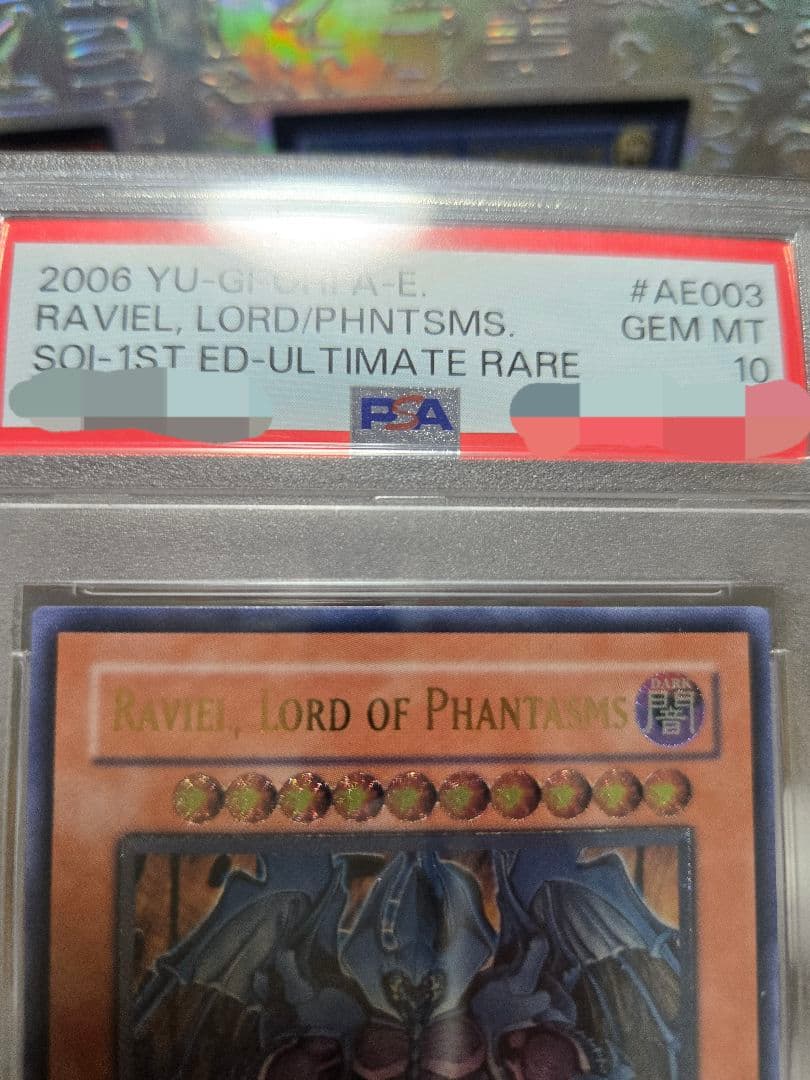 2006 YU-GI-OH! A-E.
#AE003
RAVIEL, LORD/PHNTSMS.
GEM MT
SOI-1ST ED-ULTIMATE RARE
10
PSA
RAVIEL, LORD OF PHANTASMS
DARK
闇